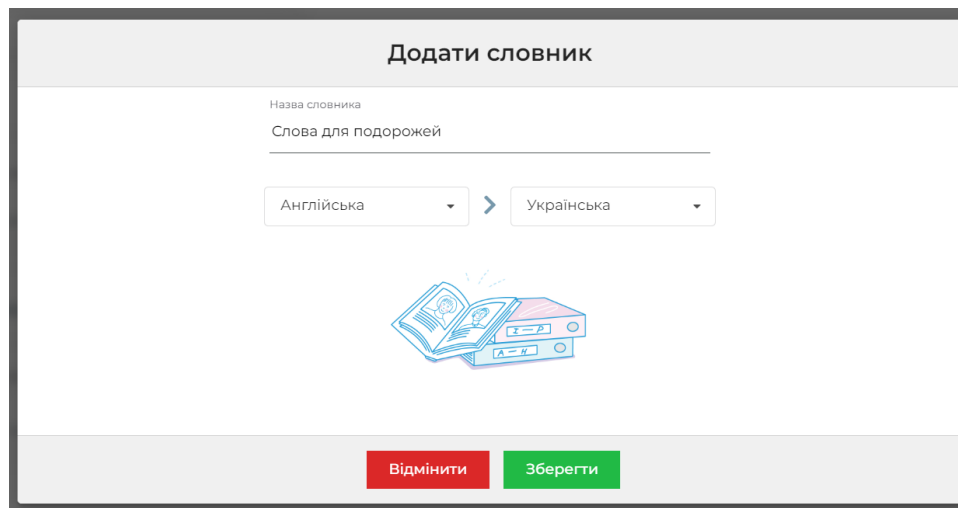 Додати словник
Назва словника
Слова для подорожей
Англійська
Українська
I — P
A — H
Відмінити
Зберегти